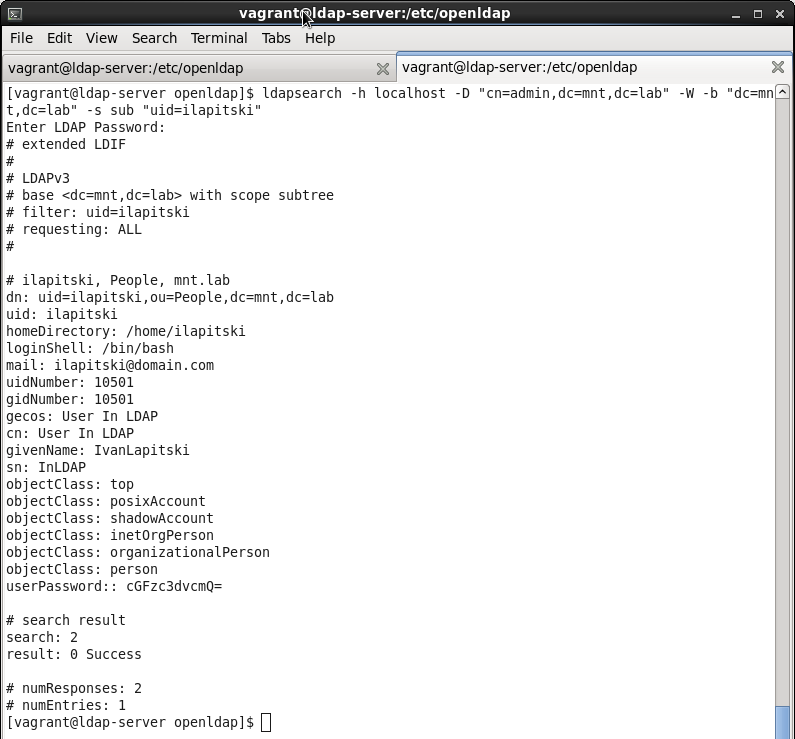 vagrant@ldap-server:/etc/openldap
File Edit View Search Terminal Tabs Help
vagrant@ldap-server:/etc/openldap
vagrant@ldap-server:/etc/openldap
[vagrant@ldap-server openldap]$ ldapsearch -h localhost -D "cn=admin,dc=mnt,dc=lab" -W -b "dc=mn
t,dc=lab" -s sub "uid=ilapitski"
Enter LDAP Password:
# extended LDIF
#
# LDAPv3
# base <dc=mnt,dc=lab> with scope subtree
# filter: uid=ilapitski
# requesting: ALL
#
# ilapitski, People, mnt.lab
dn: uid=ilapitski,ou=People,dc=mnt,dc=lab
uid: ilapitski
homeDirectory: /home/ilapitski
loginShell: /bin/bash
mail: ilapitski@domain.com
uidNumber: 10501
gidNumber: 10501
gecos: User In LDAP
cn: User In LDAP
givenName: IvanLapitski
sn: InLDAP
objectClass: top
objectClass: posixAccount
objectClass: shadowAccount
objectClass: inetOrgPerson
objectClass: organizationalPerson
objectClass: person
userPassword:: cGFzc3dvcmQ=
# search result
search: 2
result: 0 Success
# numResponses: 2
# numEntries: 1
[vagrant@ldap-server openldap]$